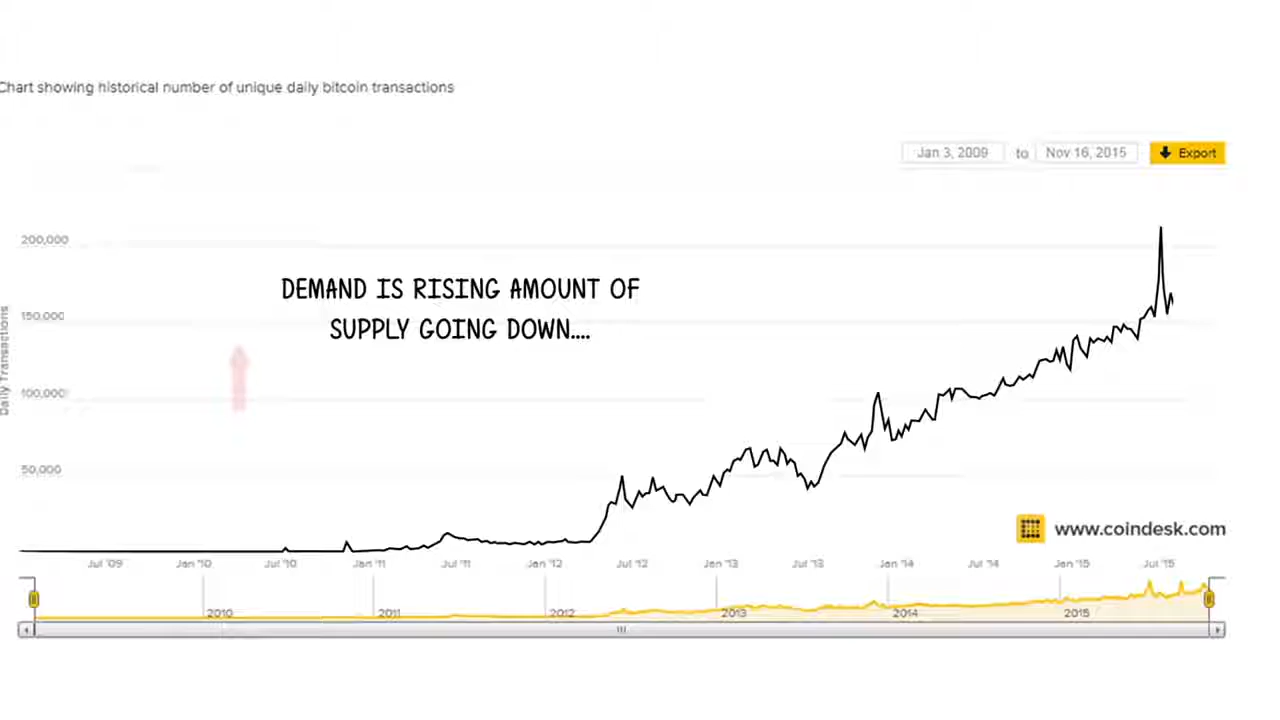 Chart showing historical number of unique daily bitcoin transactions
Jan 3, 2009 to Nov 16, 2015 Export
200,000
DEMAND IS RISING AMOUNT OF
SUPPLY GOING DOWN....
150,000
100,000
50,000
Daily Transactions
www.coindesk.com
Jul '09 Jan '10 Jul '10 Jan '11 Jul '11 Jan '12 Jul '12 Jan '13 Jul '13 Jan '14 Jul '14 Jan '15 Jul '15
2010 2011 2012 2013 2014 2015